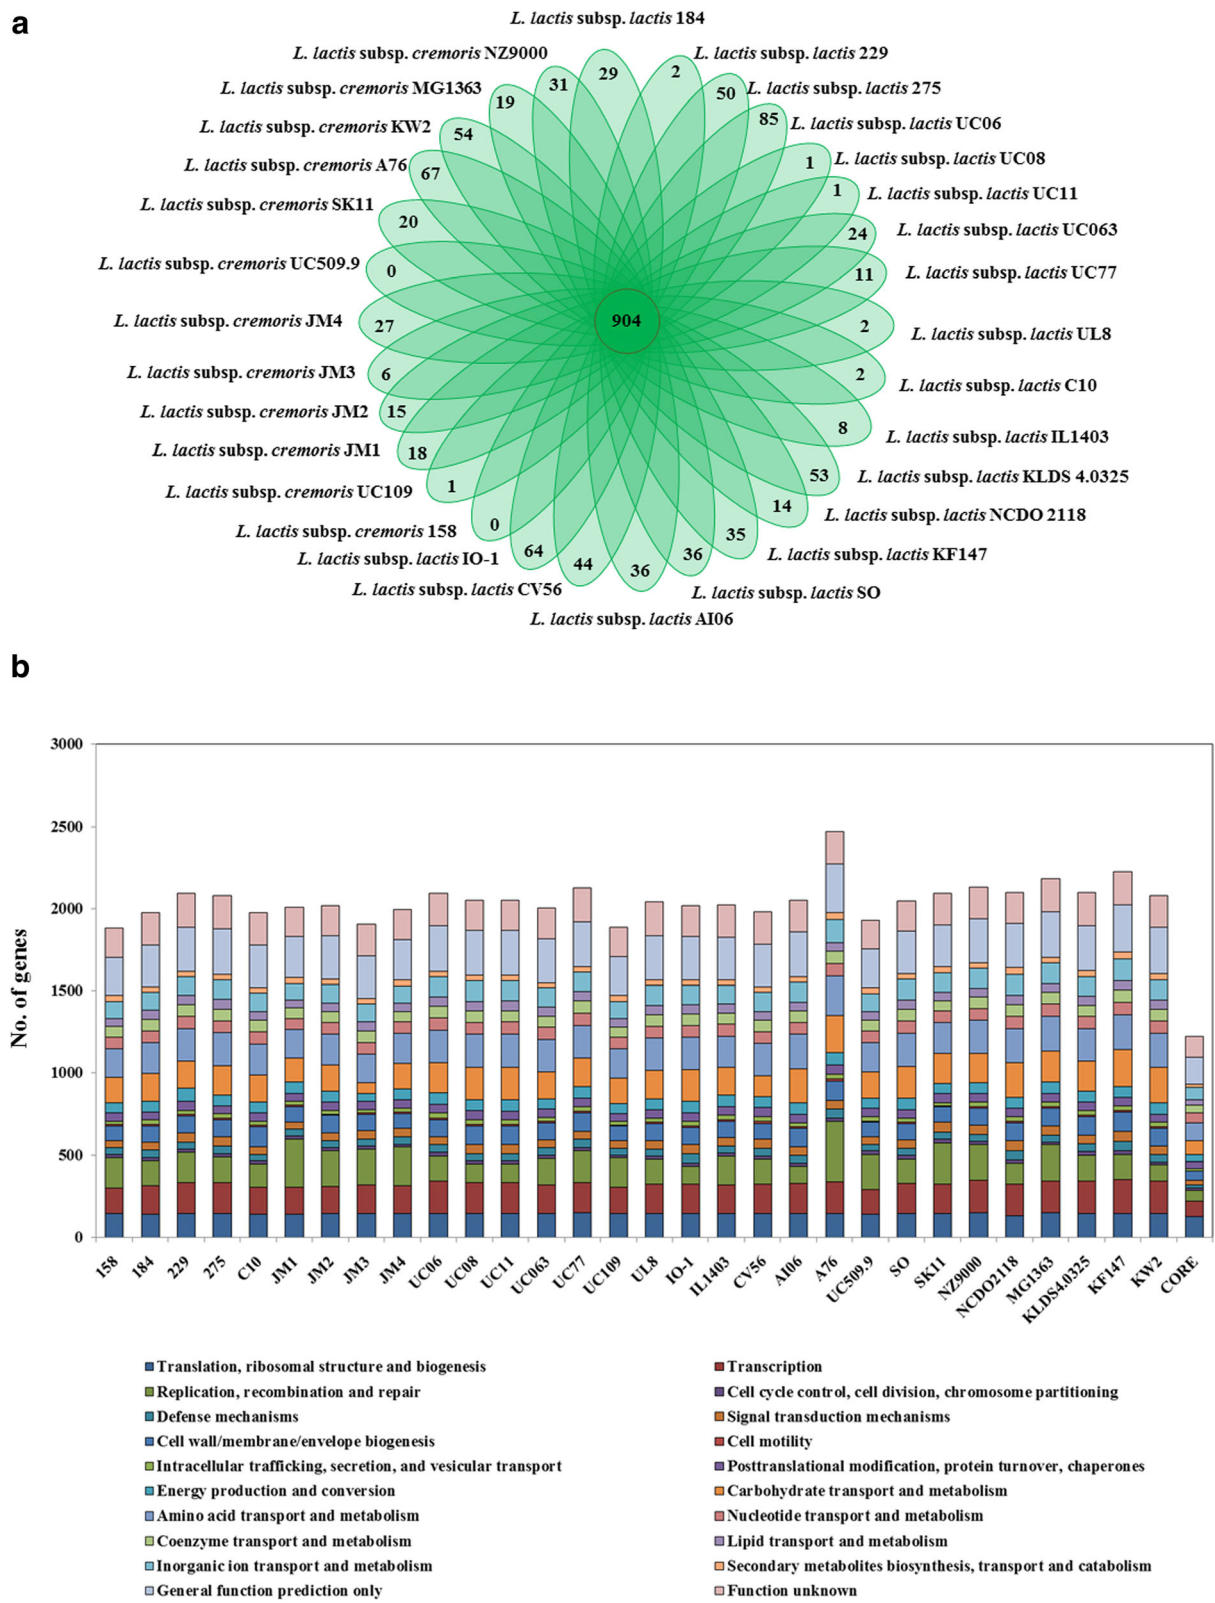 a
L. lactis subsp. lactis 184
L. lactis subsp. cremoris NZ9000
L. lactis subsp. lactis 229
L. lactis subsp. cremoris MG1363
L. lactis subsp. lactis 275
L. lactis subsp. cremoris KW2
L. lactis subsp. lactis UC06
L. lactis subsp. cremoris A76
L. lactis subsp. lactis UC08
L. lactis subsp. cremoris SK11
L. lactis subsp. lactis UC11
L. lactis subsp. cremoris UC509.9
L. lactis subsp. lactis UC063
L. lactis subsp. cremoris JM4
L. lactis subsp. lactis UC77
L. lactis subsp. cremoris JM3
L. lactis subsp. lactis UL8
L. lactis subsp. cremoris JM2
L. lactis subsp. lactis C10
L. lactis subsp. cremoris JM1
L. lactis subsp. lactis IL1403
L. lactis subsp. cremoris UC109
L. lactis subsp. lactis KLDS 4.0325
L. lactis subsp. cremoris 158
L. lactis subsp. lactis NCDO 2118
L. lactis subsp. lactis IO-1
L. lactis subsp. lactis KF147
L. lactis subsp. lactis CV56
L. lactis subsp. lactis SO
L. lactis subsp. lactis AI06
29
2
50
85
1
1
24
11
2
2
8
53
14
35
36
36
44
64
0
1
18
15
6
27
0
20
67
54
19
31
904
b
No. of genes
3000
2500
2000
1500
1000
500
0
158
184
229
275
C10
JM1
JM2
JM3
JM4
UC06
UC08
UC11
UC063
UC77
UC109
UL8
IO-1
IL1403
CV56
AI06
A76
UC509.9
SO
SK11
NZ9000
NCDO2118
MG1363
KLDS4.0325
KF147
KW2
CORE
Translation, ribosomal structure and biogenesis
Transcription
Replication, recombination and repair
Cell cycle control, cell division, chromosome partitioning
Defense mechanisms
Signal transduction mechanisms
Cell wall/membrane/envelope biogenesis
Cell motility
Intracellular trafficking, secretion, and vesicular transport
Posttranslational modification, protein turnover, chaperones
Energy production and conversion
Carbohydrate transport and metabolism
Amino acid transport and metabolism
Nucleotide transport and metabolism
Coenzyme transport and metabolism
Lipid transport and metabolism
Inorganic ion transport and metabolism
Secondary metabolites biosynthesis, transport and catabolism
General function prediction only
Function unknown